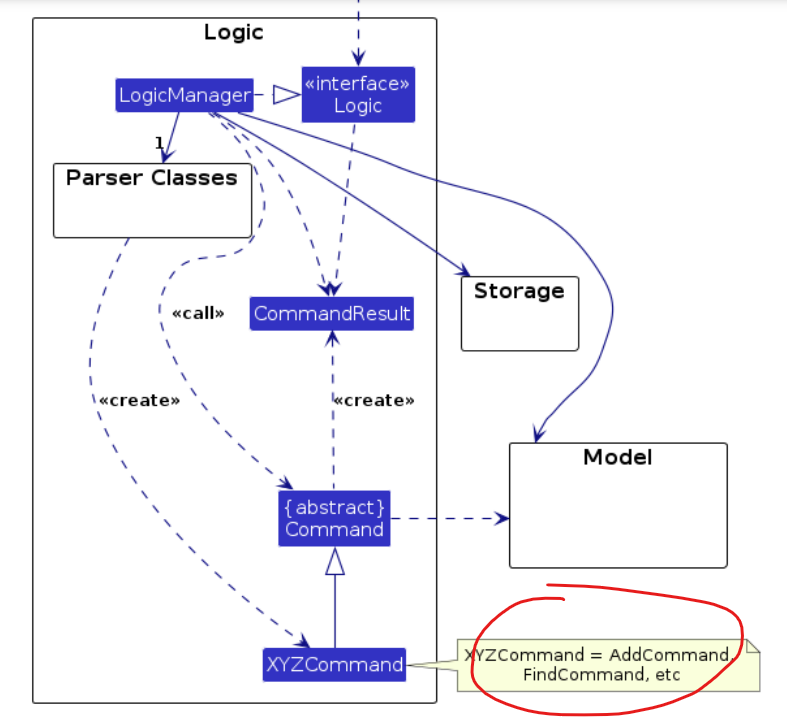 Logic
LogicManager
«interface»
Logic
1
Parser Classes
Storage
«call»
CommandResult
«create»
«create»
Model
{abstract}
Command
XYZCommand
XYZCommand = AddCommand,
FindCommand, etc